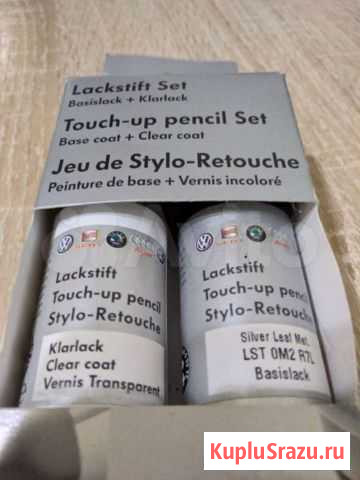 Lackstift Set
Basislack + Klarlack
Touch-up pencil Set
Base coat + Clear coat
Jeu de Stylo-Retouche
Peinture de base + Vernis incoloré
Lackstift
Touch-up pencil
Stylo-Retouche
Klarlack
Clear coat
Vernis Transparent
Lackstift
Touch-up pencil
Stylo-Retouche
Silver Leaf Met.
LST 0M2 R7L
Basislack
KupluSrazu.ru